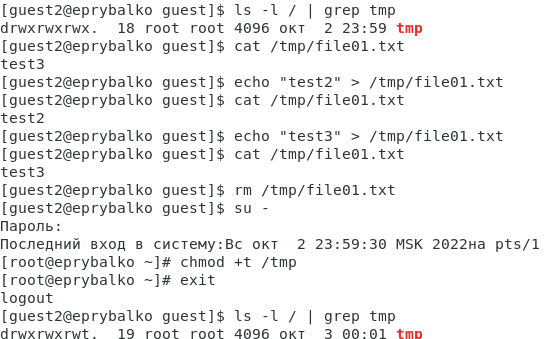 [guest2@eprybalko guest]$ ls -l / | grep tmp
drwxrwxrwx.  18 root root 4096 окт  2 23:59 tmp
[guest2@eprybalko guest]$ cat /tmp/file01.txt
test3
[guest2@eprybalko guest]$ echo "test2" > /tmp/file01.txt
[guest2@eprybalko guest]$ cat /tmp/file01.txt
test2
[guest2@eprybalko guest]$ echo "test3" > /tmp/file01.txt
[guest2@eprybalko guest]$ cat /tmp/file01.txt
test3
[guest2@eprybalko guest]$ rm /tmp/file01.txt
[guest2@eprybalko guest]$ su -
Пароль:
Последний вход в систему:Вс окт  2 23:59:30 MSK 2022на pts/1
[root@eprybalko ~]# chmod +t /tmp
[root@eprybalko ~]# exit
logout
[guest2@eprybalko guest]$ ls -l / | grep tmp
drwxrwxrwt.  19 root root 4096 окт  3 00:01 tmp